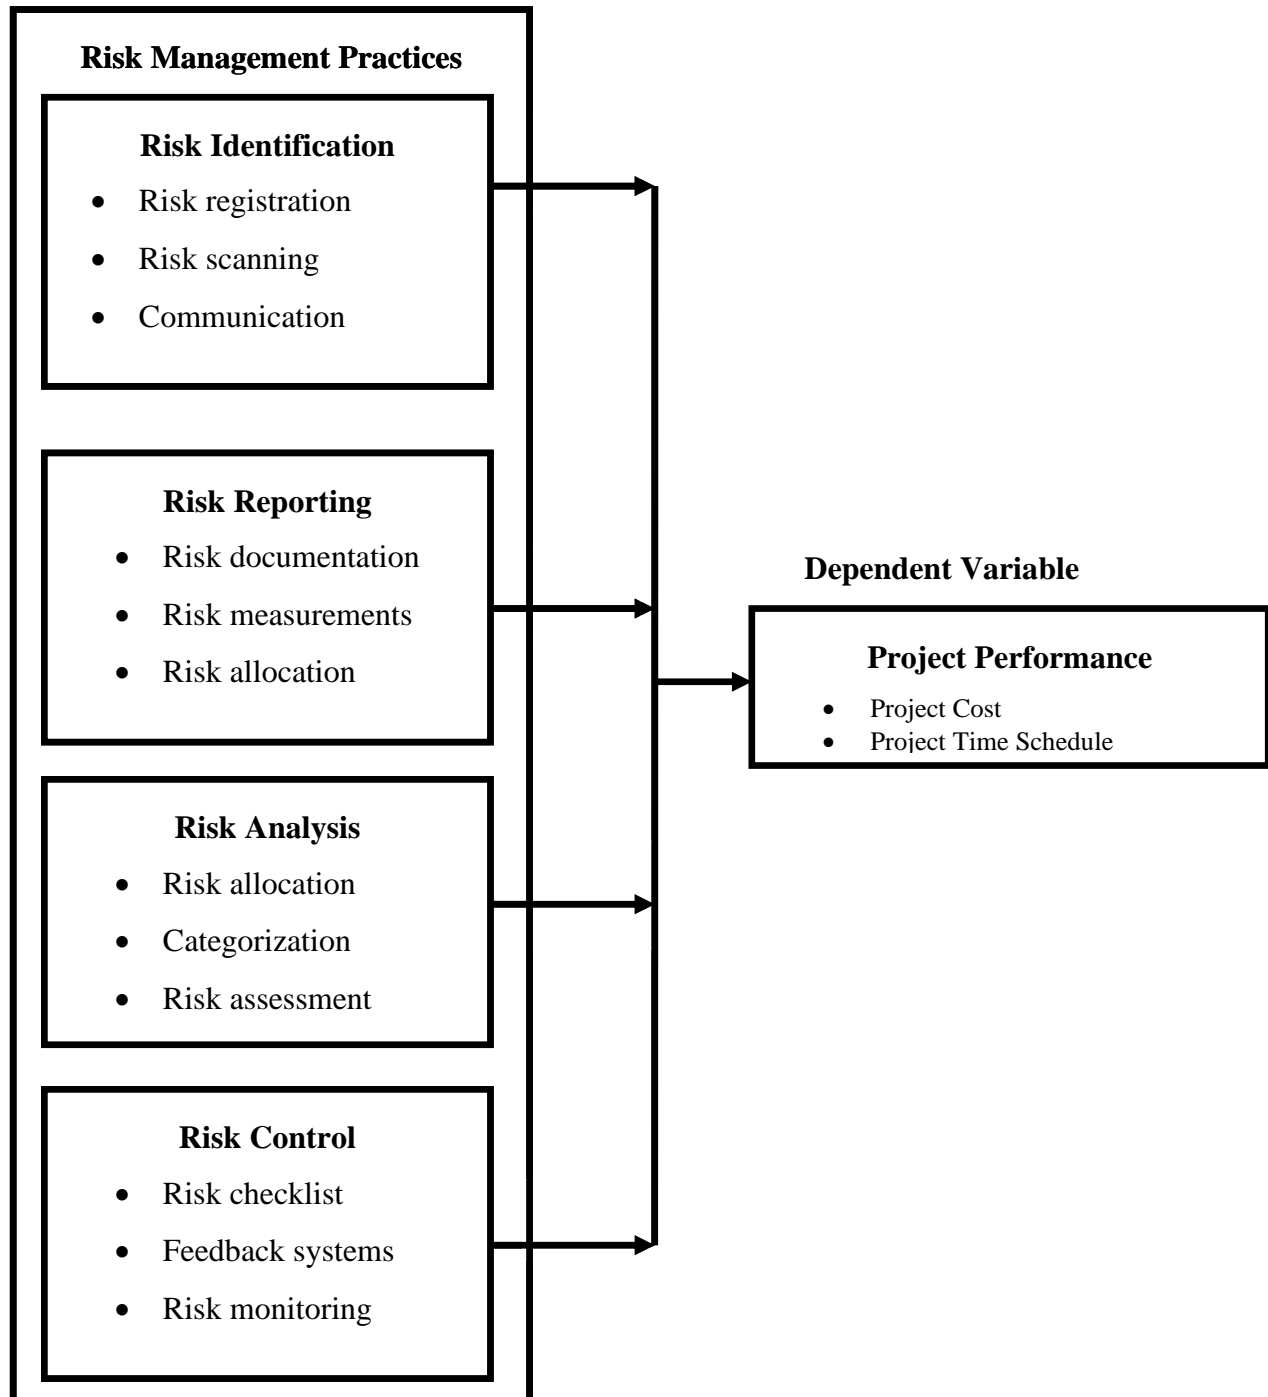 Risk Management Practices
Risk Identification
• Risk registration
• Risk scanning
• Communication
Risk Reporting
• Risk documentation
• Risk measurements
• Risk allocation
Risk Analysis
• Risk allocation
• Categorization
• Risk assessment
Risk Control
• Risk checklist
• Feedback systems
• Risk monitoring
Dependent Variable
Project Performance
• Project Cost
• Project Time Schedule